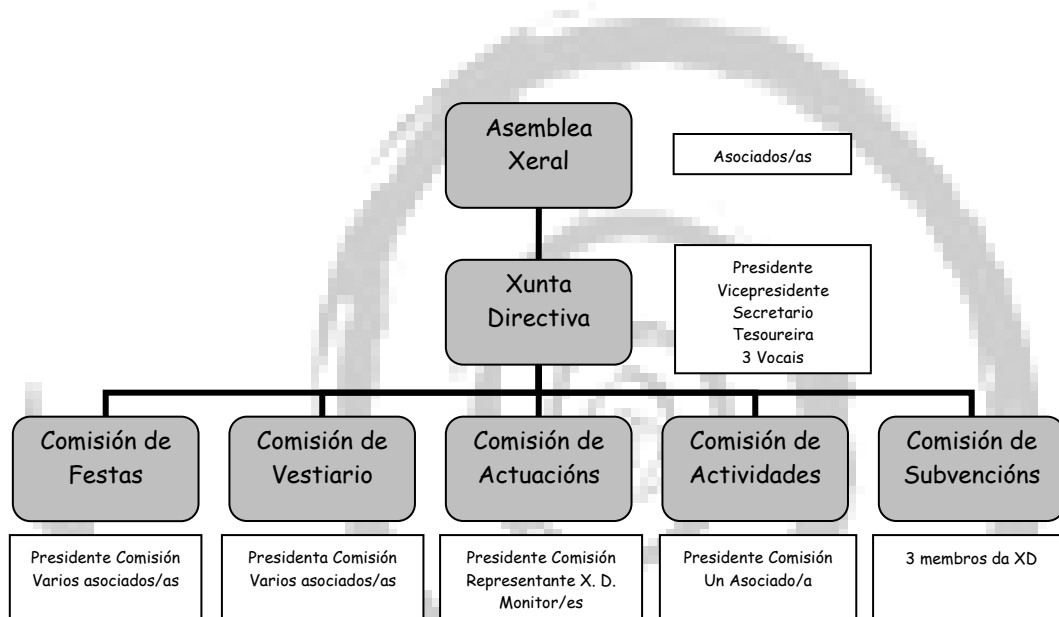 Asemblea
Xeral
Asociados/as
Xunta
Directiva
Presidente
Vicepresidente
Secretario
Tesoureira
3 Vocais
Comisión de
Festas
Comisión de
Vestiario
Comisión de
Actuacións
Comisión de
Actividades
Comisión de
Subvencións
Presidente Comisión
Varios asociados/as
Presidenta Comisión
Varios asociados/as
Presidente Comisión
Representante X. D.
Monitor/es
Presidente Comisión
Un Asociado/a
3 membros da XD